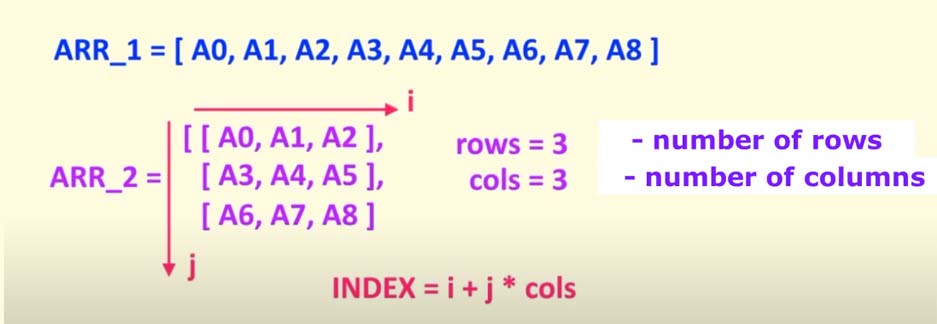 ARR_1 = [ A0, A1, A2, A3, A4, A5, A6, A7, A8 ]
i
[ [ A0, A1, A2 ],
rows = 3 - number of rows
ARR_2 = [ A3, A4, A5 ],
cols = 3 - number of columns
[ A6, A7, A8 ]
j
INDEX = i + j * cols